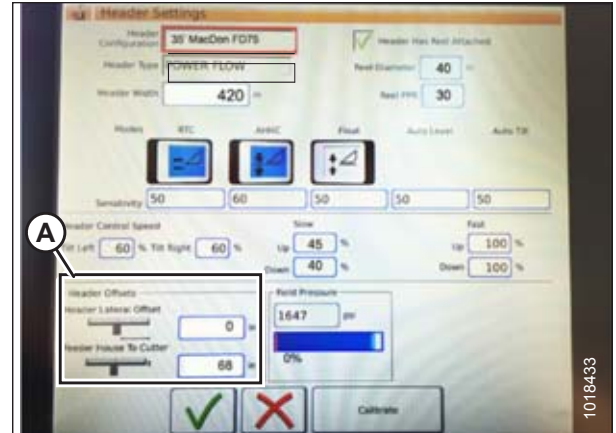 Header Settings
Header Configuration
35' MacDon FD75
Header Has Reel Attached
Header Type
POWER FLOW
Reel Diameter
40
Header Width
420
in
Reel PPR
30
Modes
RTC
AHHC
Float
Auto Level
Auto Tilt
Sensitivity
50
60
50
50
50
Header Control Speed
Slow
Fast
Tilt Left
60
%
Tilt Right
60
%
Up
45
%
Up
100
%
Down
40
%
Down
100
%
A
Header Offsets
Header Lateral Offset
0
Feeder House To Cutter
68
Field Pressure
1647
psi
0%
Calibrate
1018433